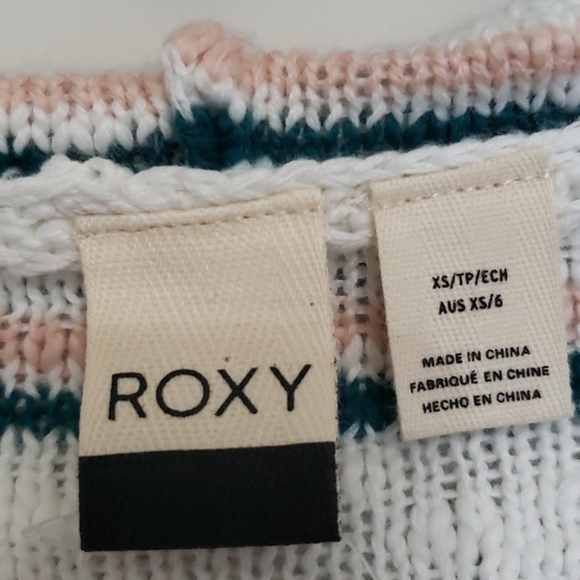 ROXY
XS/TP/ECH
AUS XS/6
MADE IN CHINA
FABRIQUÉ EN CHINE
HECHO EN CHINA